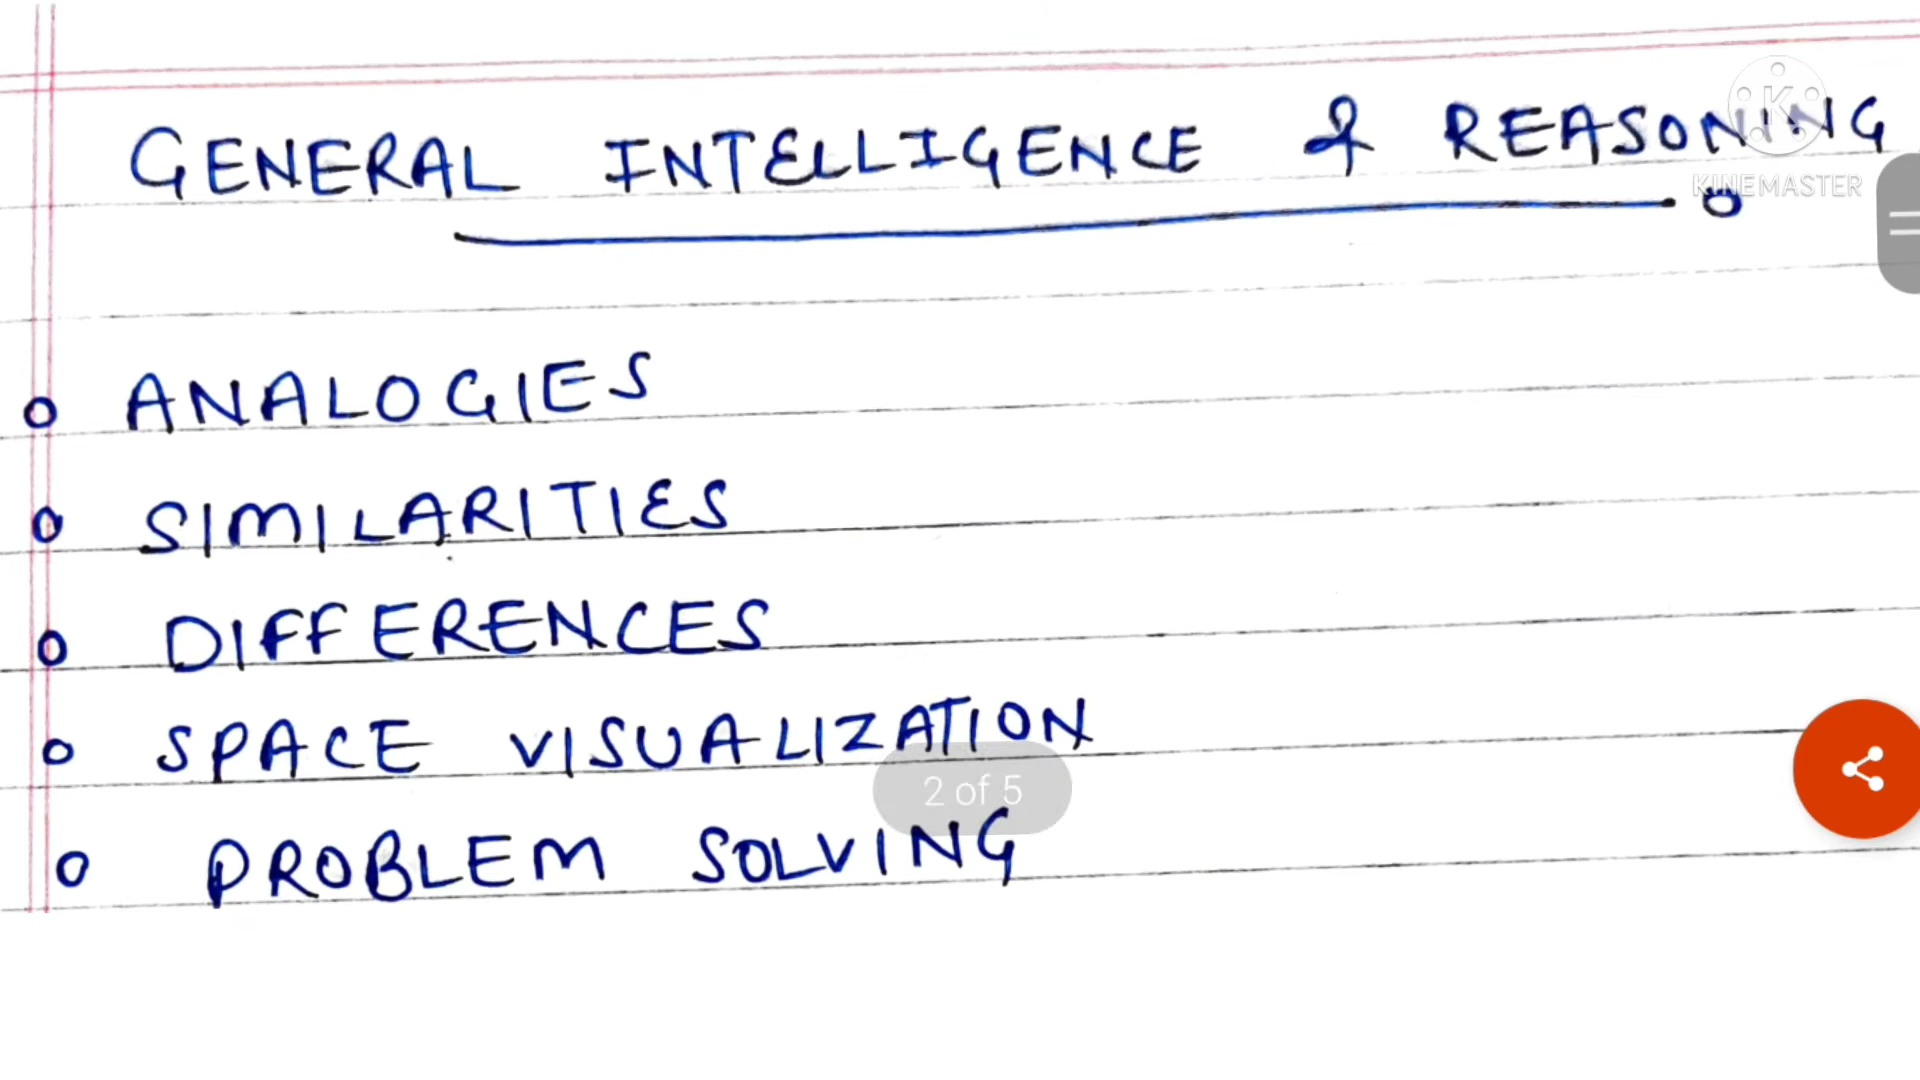 GENERAL INTELLIGENCE & REASONING
KINEMASTER
ANALOGIES
SIMILARITIES
DIFFERENCES
SPACE VISUALIZATION
2 of 5
PROBLEM SOLVING